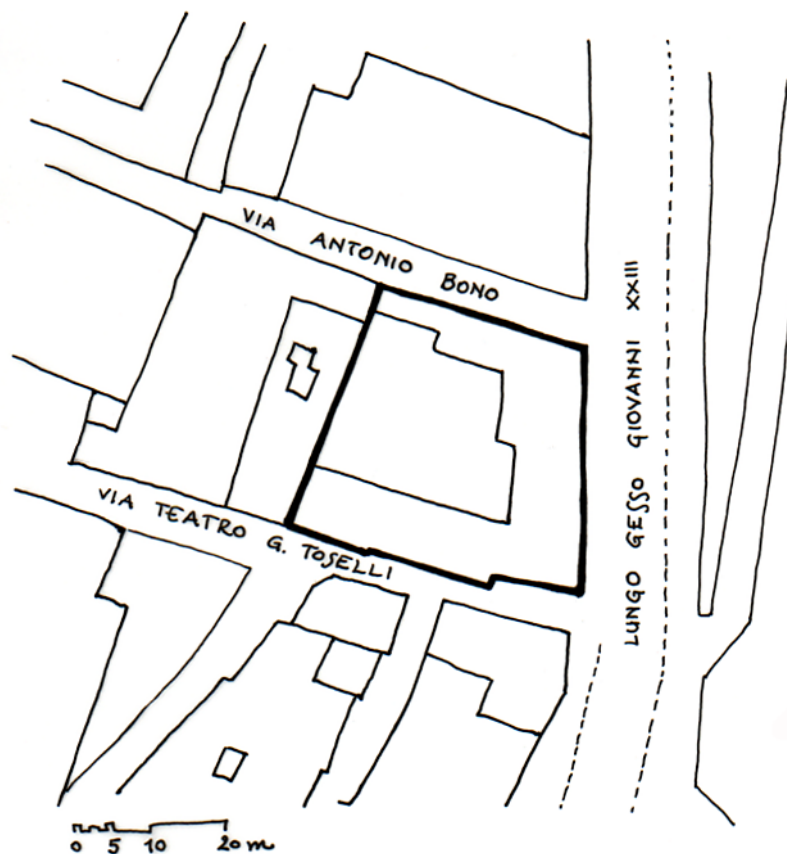 VIA ANTONIO BONO
LUNGO GESSO GIOVANNI XXIII
VIA TEATRO G. TOSELLI
0 5 10 20 m